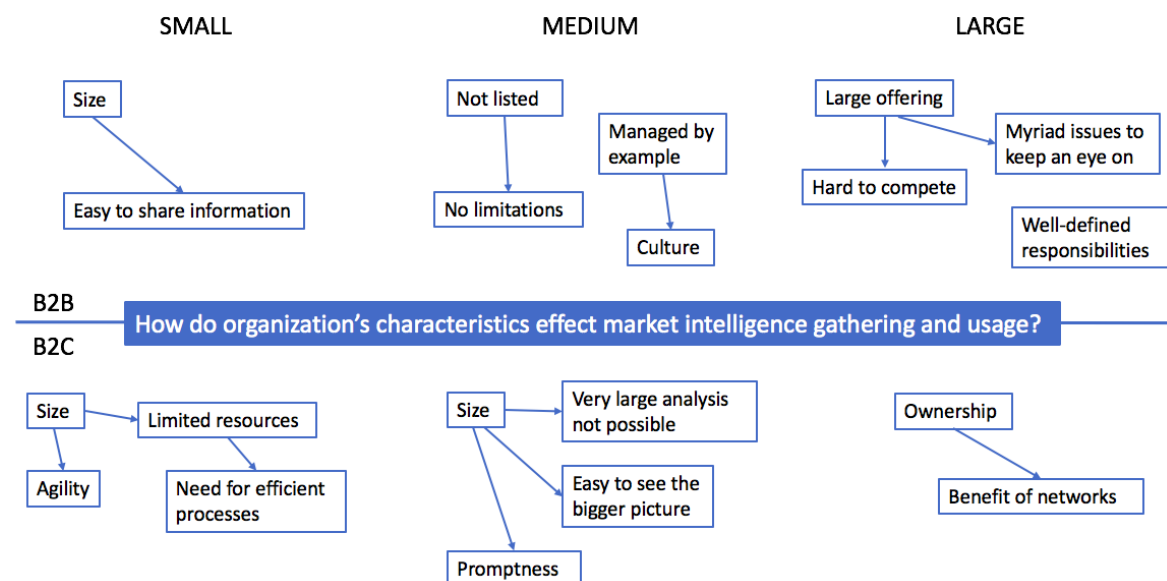 SMALL
MEDIUM
LARGE
Size
Easy to share information
Not listed
No limitations
Managed by
example
Culture
Large offering
Myriad issues to
keep an eye on
Hard to compete
Well-defined
responsibilities
B2B
How do organization's characteristics effect market intelligence gathering and usage?
B2C
Size
Limited resources
Agility
Need for efficient
processes
Size
Very large analysis
not possible
Easy to see the
bigger picture
Promptness
Ownership
Benefit of networks